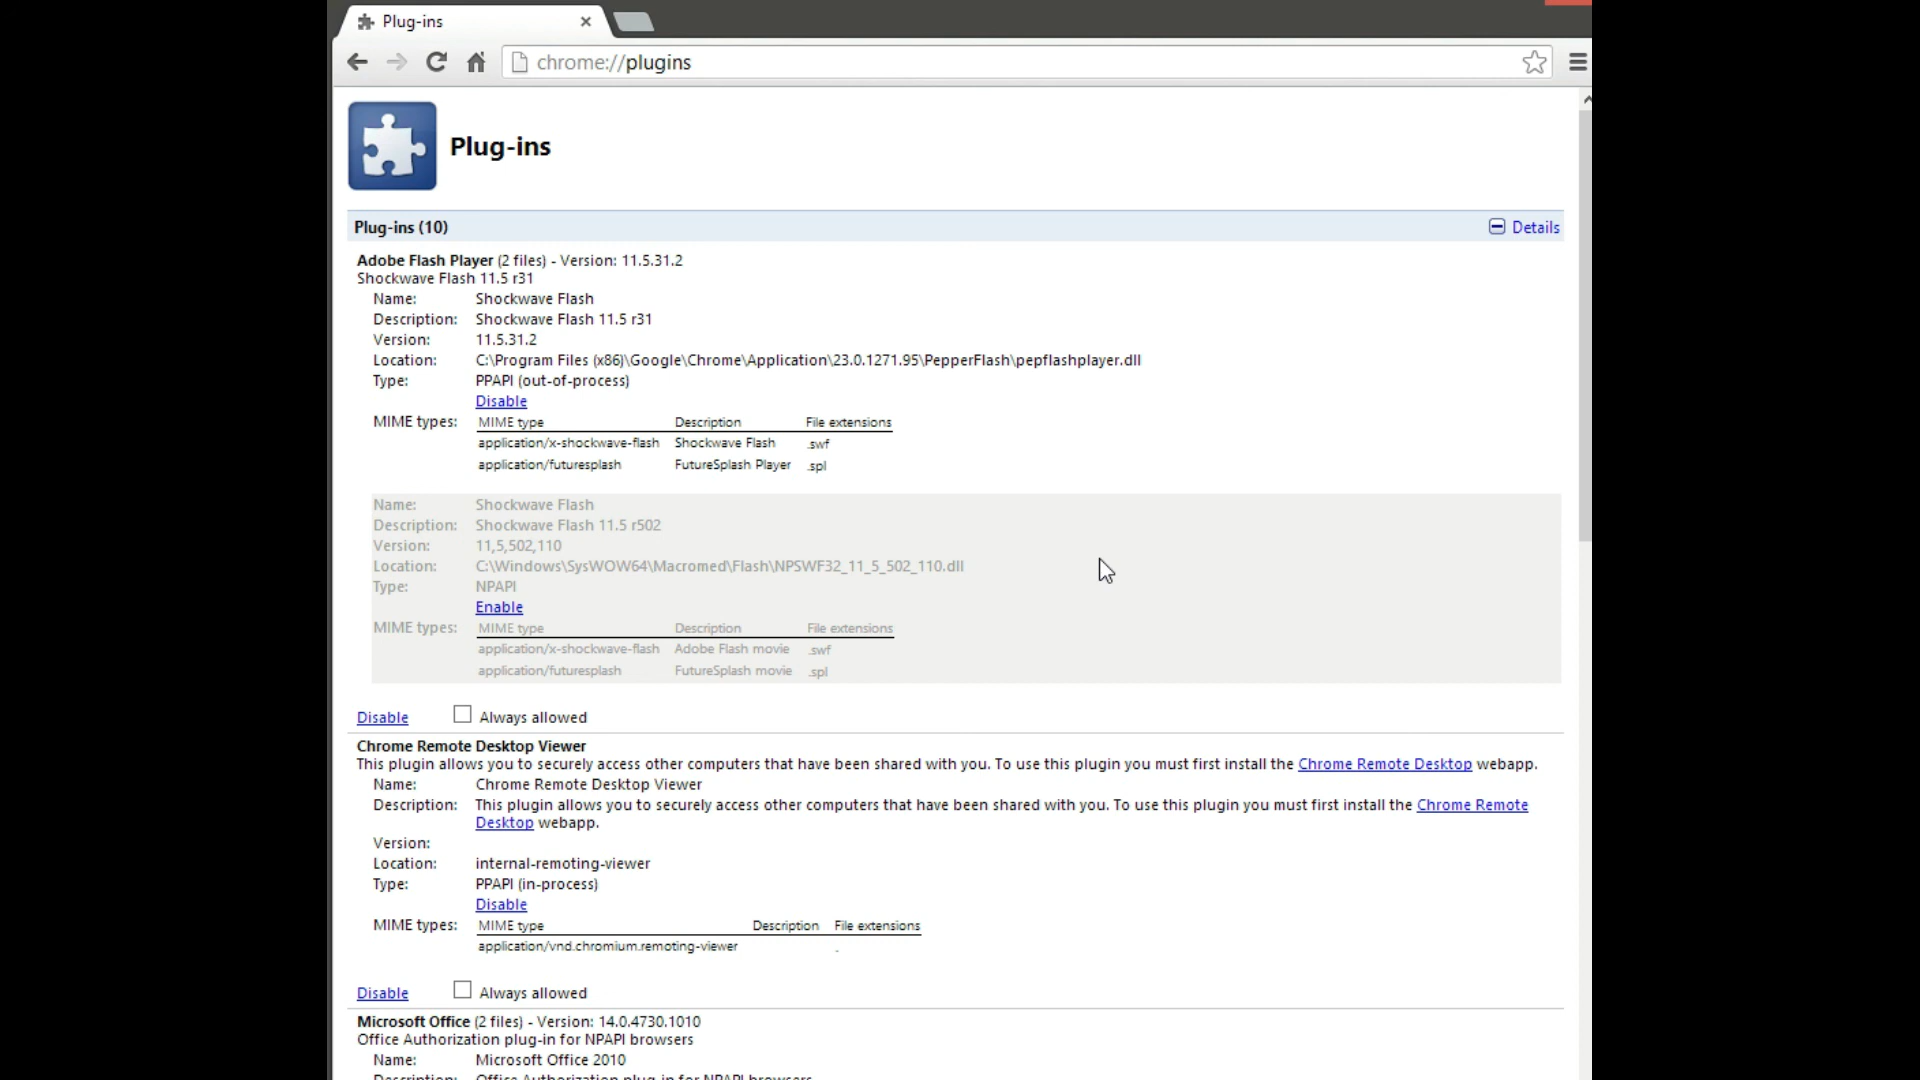 Plug-ins
chrome://plugins
Plug-ins
Plug-ins (10) Details
Adobe Flash Player (2 files) - Version: 11.5.31.2
Shockwave Flash 11.5 r31
Name: Shockwave Flash
Description: Shockwave Flash 11.5 r31
Version: 11.5.31.2
Location: C:\Program Files (x86)\Google\Chrome\Application\23.0.1271.95\PepperFlash\pepflashplayer.dll
Type: PPAPI (out-of-process)
Disable
MIME types: MIME type Description File extensions
application/x-shockwave-flash Shockwave Flash .swf
application/futuresplash FutureSplash Player .spl
Name: Shockwave Flash
Description: Shockwave Flash 11.5 r502
Version: 11,5,502,110
Location: C:\Windows\SysWOW64\Macromed\Flash\NPSWF32_11_5_502_110.dll
Type: NPAPI
Enable
MIME types: MIME type Description File extensions
application/x-shockwave-flash Adobe Flash movie .swf
application/futuresplash FutureSplash movie .spl
Disable Always allowed
Chrome Remote Desktop Viewer
This plugin allows you to securely access other computers that have been shared with you. To use this plugin you must first install the Chrome Remote Desktop webapp.
Name: Chrome Remote Desktop Viewer
Description: This plugin allows you to securely access other computers that have been shared with you. To use this plugin you must first install the Chrome Remote
Desktop webapp.
Version:
Location: internal-remoting-viewer
Type: PPAPI (in-process)
Disable
MIME types: MIME type Description File extensions
application/vnd.chromium.remoting-viewer .
Disable Always allowed
Microsoft Office (2 files) - Version: 14.0.4730.1010
Office Authorization plug-in for NPAPI browsers
Name: Microsoft Office 2010
Description: Office Authorization plug-in for NPAPI browsers